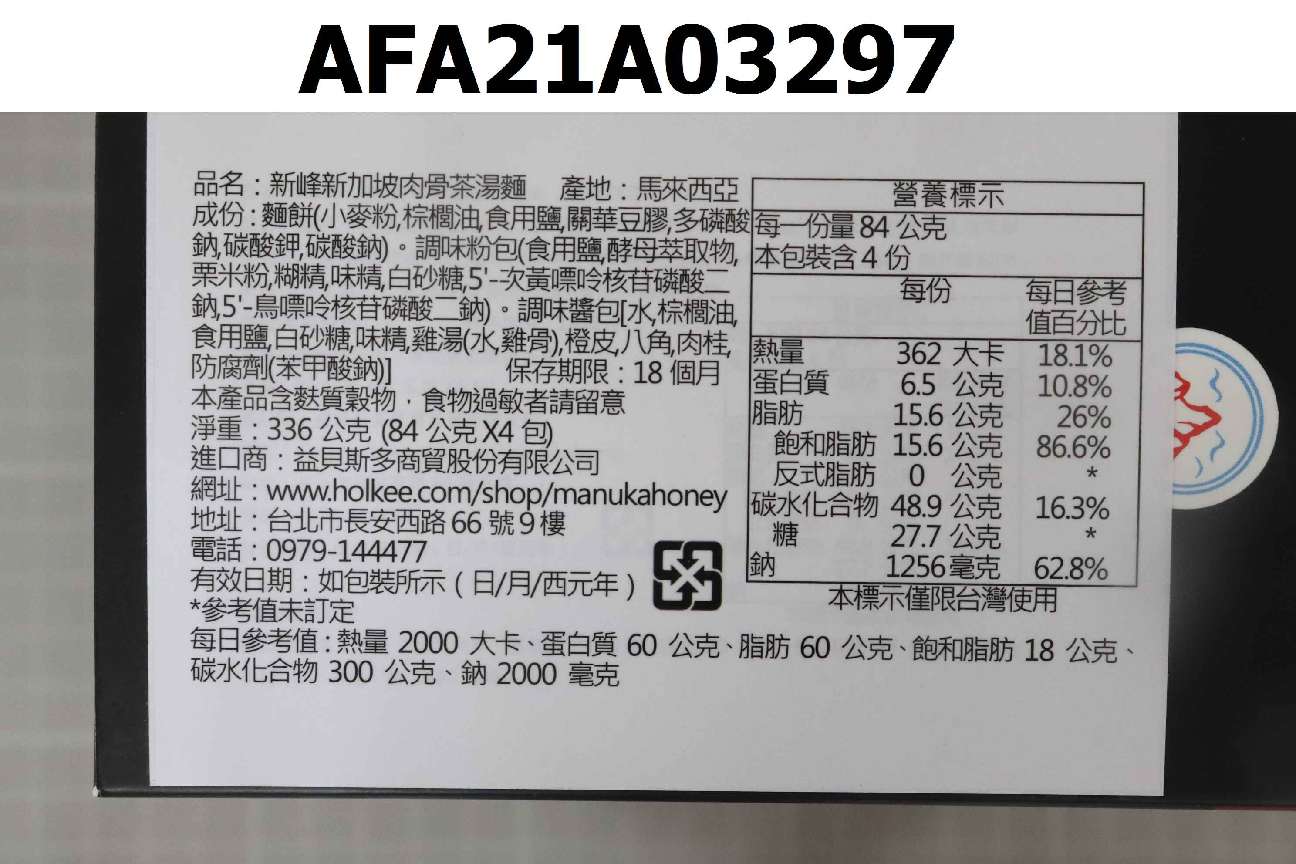 AFA21A03297
品名：新峰新加坡肉骨茶湯麵　產地：馬來西亞
成份：麵餅(小麥粉,棕櫚油,食用鹽,關華豆膠,多磷酸
鈉,碳酸鉀,碳酸鈉)。調味粉包(食用鹽,酵母萃取物,
粟米粉,糊精,味精,白砂糖,5'-次黃嘌呤核苷磷酸二
鈉,5'-鳥嘌呤核苷磷酸二鈉)。調味醬包[水,棕櫚油,
食用鹽,白砂糖,味精,雞湯(水,雞骨),橙皮,八角,肉桂,
防腐劑(苯甲酸鈉)]　保存期限：18 個月
本產品含麩質穀物，食物過敏者請留意
淨重：336 公克 (84 公克 X4 包)
進口商：益貝斯多商貿股份有限公司
網址：www.holkee.com/shop/manukahoney
地址：台北市長安西路 66 號 9 樓
電話：0979-144477
有效日期：如包裝所示 ( 日/月/西元年 )
*參考值未訂定
每日參考值：熱量 2000 大卡、蛋白質 60 公克、脂肪 60 公克、飽和脂肪 18 公克、
碳水化合物 300 公克、鈉 2000 毫克
營養標示
每一份量 84 公克
本包裝含 4 份
每份　每日參考
值百分比
熱量　362 大卡　18.1%
蛋白質　6.5 公克　10.8%
脂肪　15.6 公克　26%
飽和脂肪　15.6 公克　86.6%
反式脂肪　0 公克　*
碳水化合物　48.9 公克　16.3%
糖　27.7 公克　*
鈉　1256 毫克　62.8%
本標示僅限台灣使用